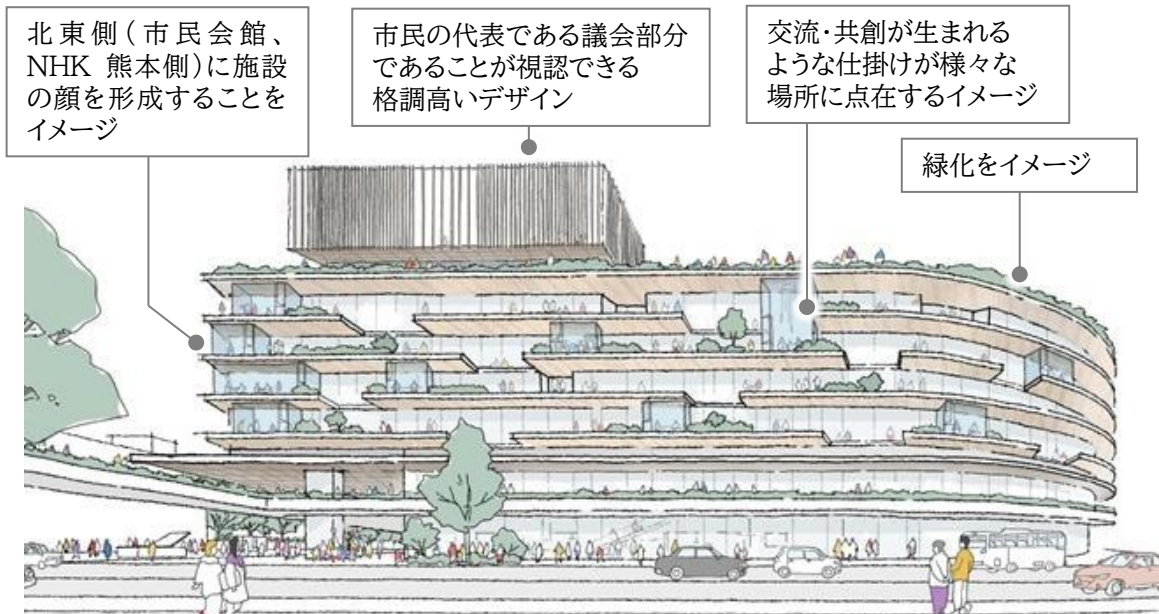 北東側(市民会館、
NHK 熊本側)に施設
の顔を形成することを
イメージ
市民の代表である議会部分
であることが視認できる
格調高いデザイン
交流・共創が生まれる
ような仕掛けが様々な
場所に点在するイメージ
緑化をイメージ